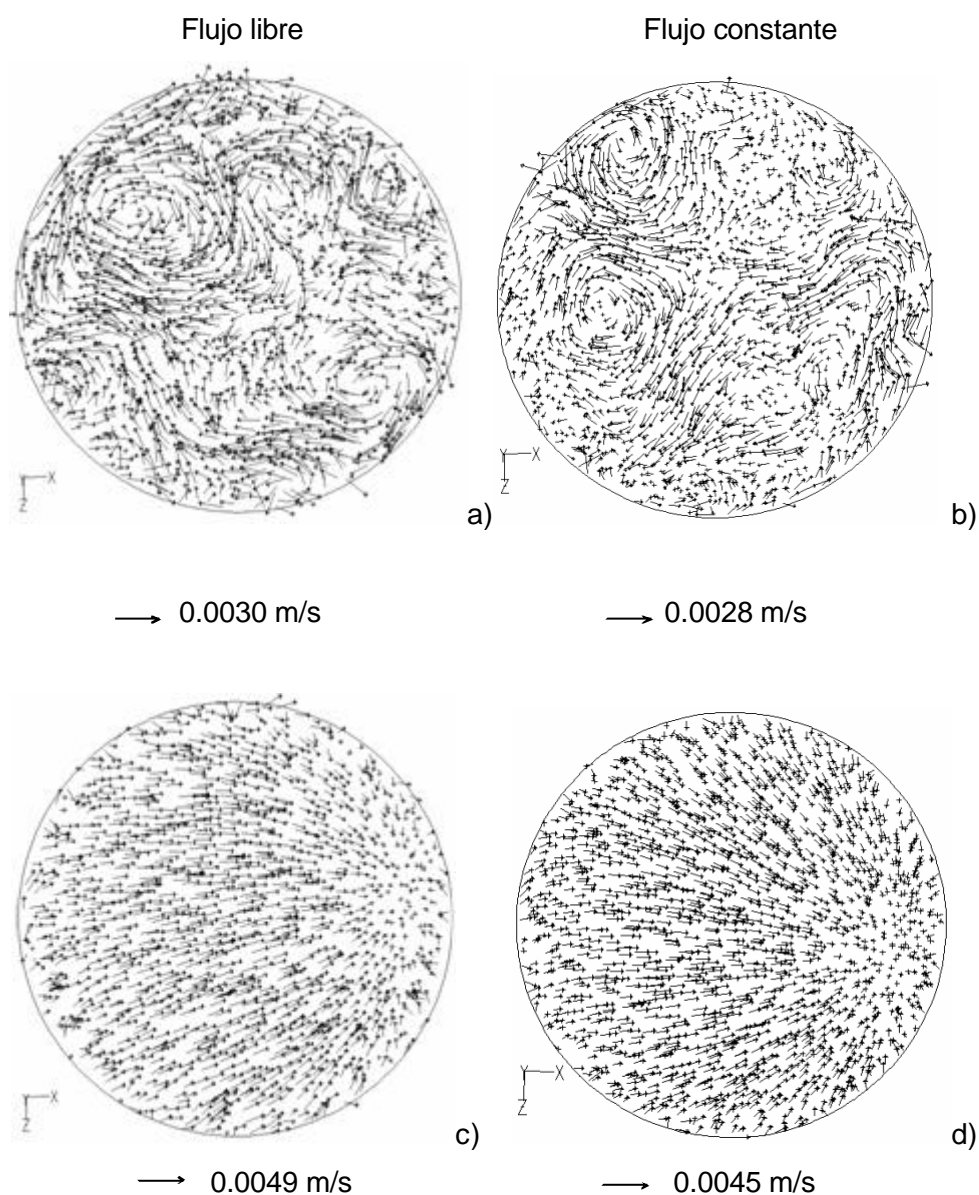 Flujo libre
Flujo constante
Y X
Z
a)
Y X
Z
b)
0.0030 m/s
0.0028 m/s
Y X
Z
c)
Y X
Z
d)
0.0049 m/s
0.0045 m/s